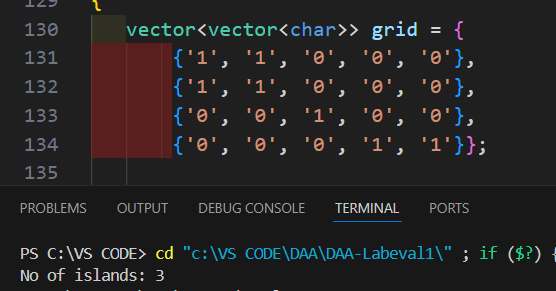 129 {
130 vector<vector<char>> grid = {
131 {'1', '1', '0', '0', '0'},
132 {'1', '1', '0', '0', '0'},
133 {'0', '0', '1', '0', '0'},
134 {'0', '0', '0', '1', '1'}};
135
PROBLEMS OUTPUT DEBUG CONSOLE TERMINAL PORTS
PS C:\VS CODE> cd "c:\VS CODE\DAA\DAA-Labeval1\" ; if ($?) {
No of islands: 3